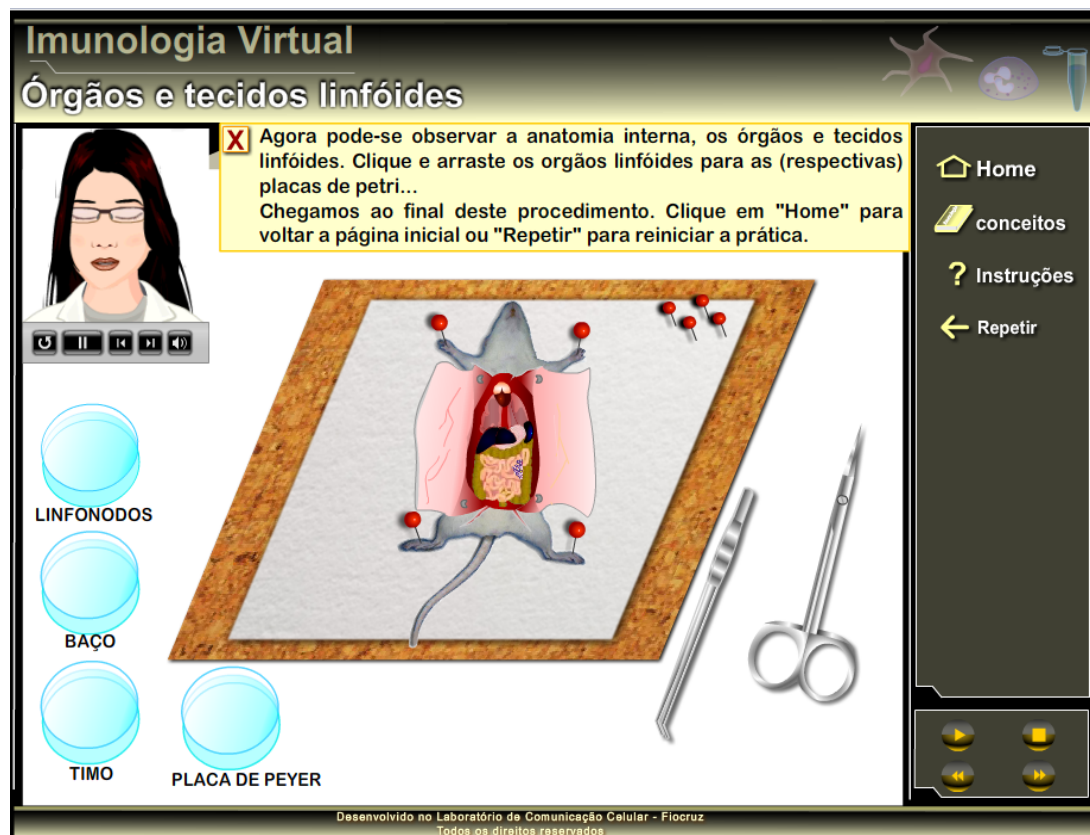 Imunologia Virtual
Órgãos e tecidos linfóides
X
Agora pode-se observar a anatomia interna, os órgãos e tecidos
linfóides. Clique e arraste os orgãos linfóides para as (respectivas)
placas de petri...
Chegamos ao final deste procedimento. Clique em "Home" para
voltar a página inicial ou "Repetir" para reiniciar a prática.
Home
conceitos
? Instruções
Repetir
LINFONODOS
BAÇO
TIMO
PLACA DE PEYER
Desenvolvido no Laboratório de Comunicação Celular - Fiocruz
Todos os direitos reservados